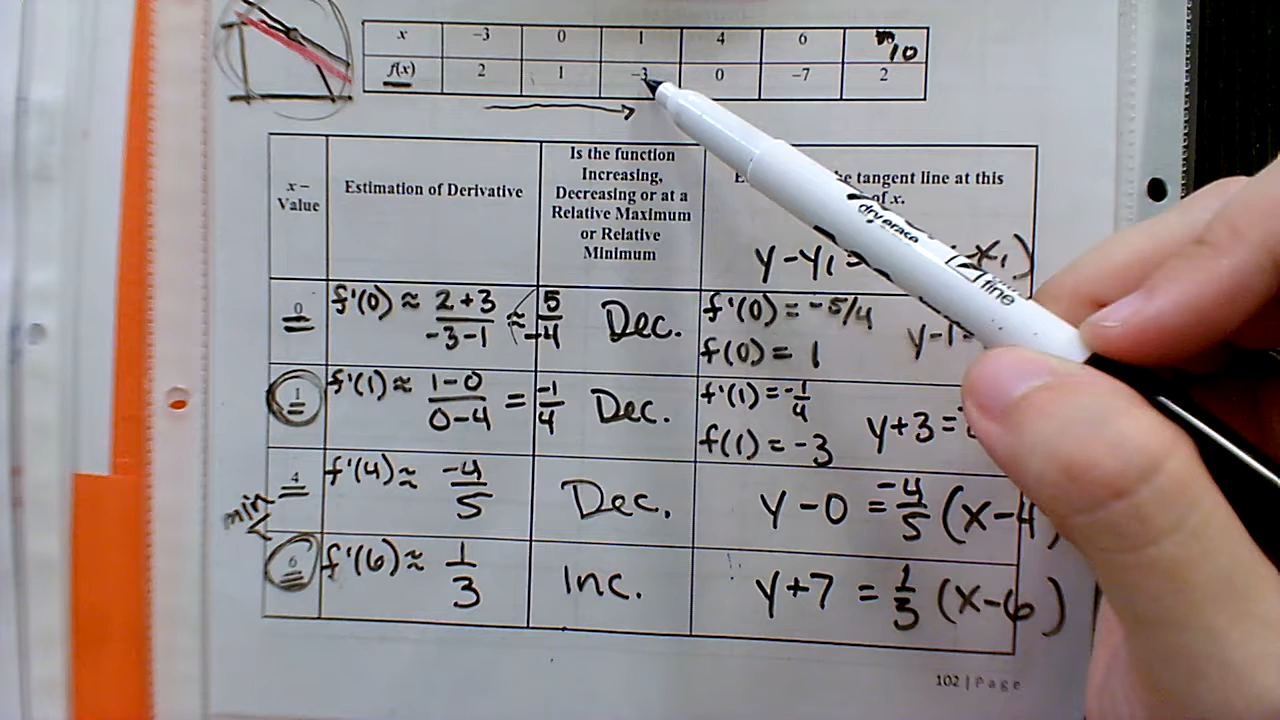 x −3 0 1 4 6 10
f(x) 2 1 −3 0 −7 2
x – Value
Estimation of Derivative
Is the function Increasing, Decreasing or at a Relative Maximum or Relative Minimum
tangent line at this
of x.
y-y₁ = x₁)
0
f'(0) ≈ 2+3 / -3-1 ≈ 5/-4
Dec.
f'(0) = -5/4
f(0) = 1
y-1=
1
f'(1) ≈ 1-0 / 0-4 = -1/4
Dec.
f'(1) = -1/4
f(1) = -3
y+3=
4
f'(4) ≈ -4/5
Dec.
y-0 = -4/5 (x-4
min
6
f'(6) ≈ 1/3
Inc.
y+7 = 1/3 (x-6)
dry erase
fine
102 | Page